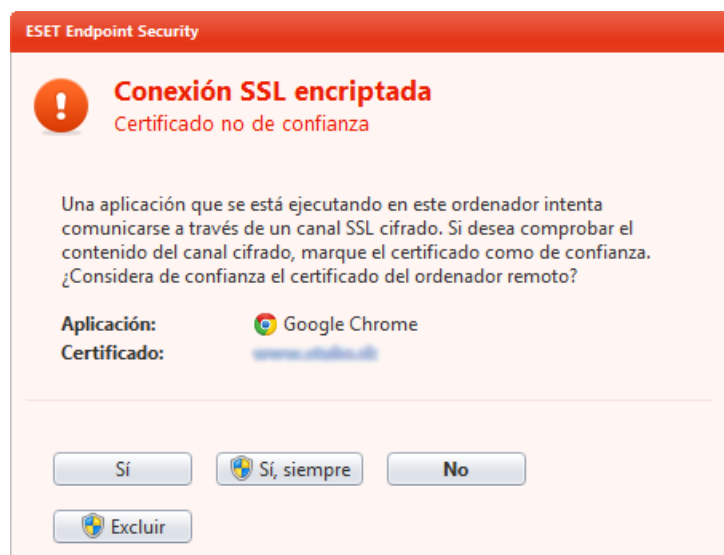 ESET Endpoint Security
Conexión SSL encriptada
Certificado no de confianza
Una aplicación que se está ejecutando en este ordenador intenta
comunicarse a través de un canal SSL cifrado. Si desea comprobar el
contenido del canal cifrado, marque el certificado como de confianza.
¿Considera de confianza el certificado del ordenador remoto?
Aplicación: Google Chrome
Certificado:
Sí Sí, siempre No
Excluir